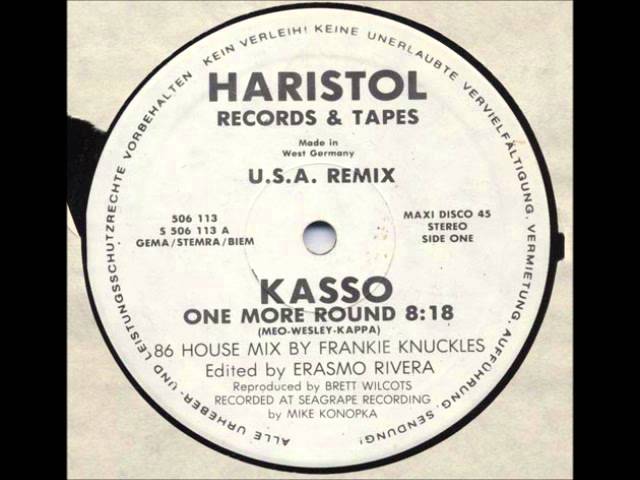 ALLE URHEBER- UND LEISTUNGSSCHUTZRECHTE VORBEHALTEN KEIN VERLEIH! KEINE UNERLAUBTE VERVIELFÄLTIGUNG, VERMIETUNG, AUFFÜHRUNG, SENDUNG!
HARISTOL
RECORDS & TAPES
Made in
West Germany
U.S.A. REMIX
506 113
S 506 113 A
GEMA/STEMRA/BIEM
MAXI DISCO 45
STEREO
SIDE ONE
KASSO
ONE MORE ROUND 8:18
(MEO-WESLEY-KAPPA)
86 HOUSE MIX BY FRANKIE KNUCKLES
Edited by ERASMO RIVERA
Reproduced by BRETT WILCOTS
RECORDED AT SEAGRAPE RECORDING
by MIKE KONOPKA